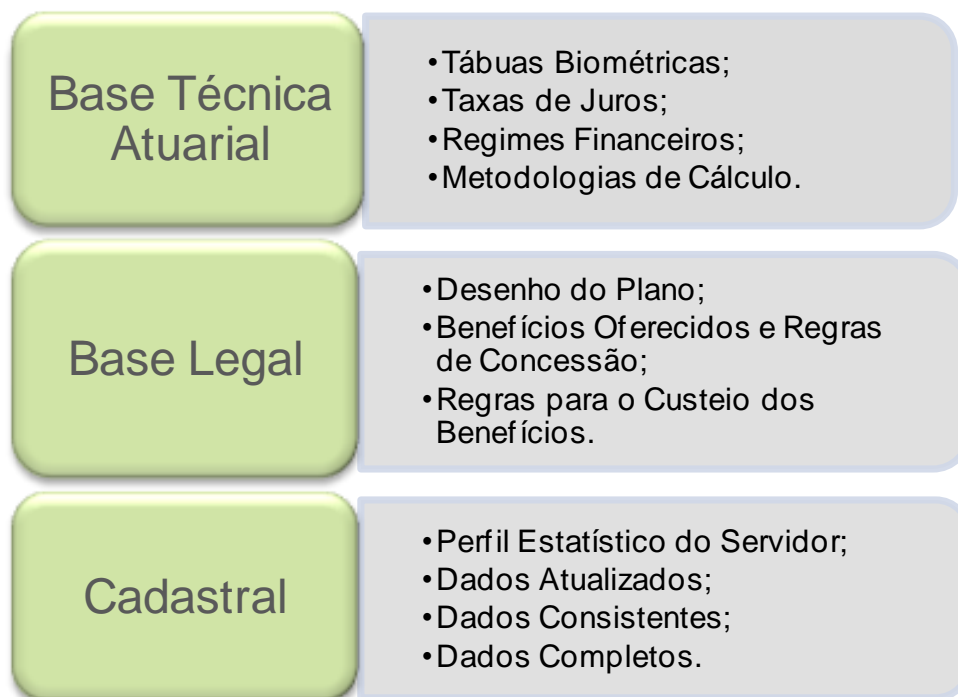 Base Técnica
Atuarial
•Tábuas Biométricas;
•Taxas de Juros;
•Regimes Financeiros;
•Metodologias de Cálculo.
Base Legal
•Desenho do Plano;
•Benefícios Oferecidos e Regras
de Concessão;
•Regras para o Custeio dos
Benefícios.
Cadastral
•Perfil Estatístico do Servidor;
•Dados Atualizados;
•Dados Consistentes;
•Dados Completos.